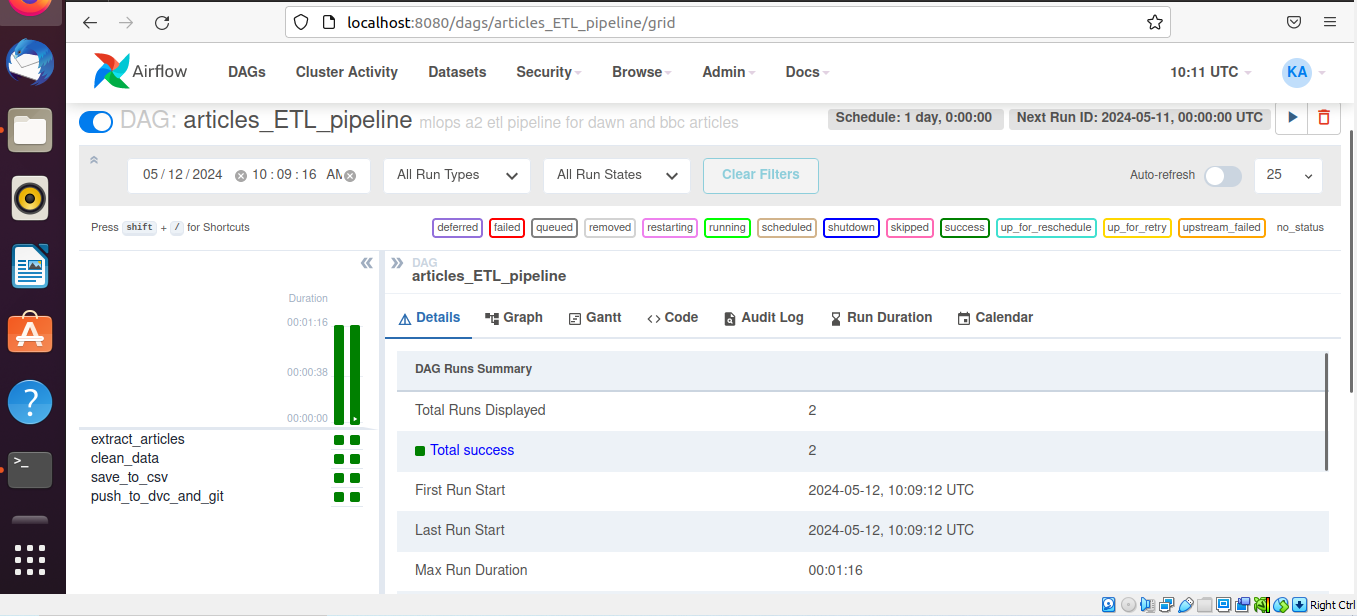 localhost:8080/dags/articles_ETL_pipeline/grid
Airflow DAGs Cluster Activity Datasets Security Browse Admin Docs 10:11 UTC KA
DAG: articles_ETL_pipeline mlops a2 etl pipeline for dawn and bbc articles Schedule: 1 day, 0:00:00 Next Run ID: 2024-05-11, 00:00:00 UTC
05 / 12 / 2024 10 : 09 : 16 AM All Run Types All Run States Clear Filters Auto-refresh 25
Press shift + / for Shortcuts deferred failed queued removed restarting running scheduled shutdown skipped success up_for_reschedule up_for_retry upstream_failed no_status
DAG
articles_ETL_pipeline
Duration
00:01:16
00:00:38
00:00:00
extract_articles
clean_data
save_to_csv
push_to_dvc_and_git
Details Graph Gantt Code Audit Log Run Duration Calendar
DAG Runs Summary
Total Runs Displayed 2
Total success 2
First Run Start 2024-05-12, 10:09:12 UTC
Last Run Start 2024-05-12, 10:09:12 UTC
Max Run Duration 00:01:16
Right Ctrl